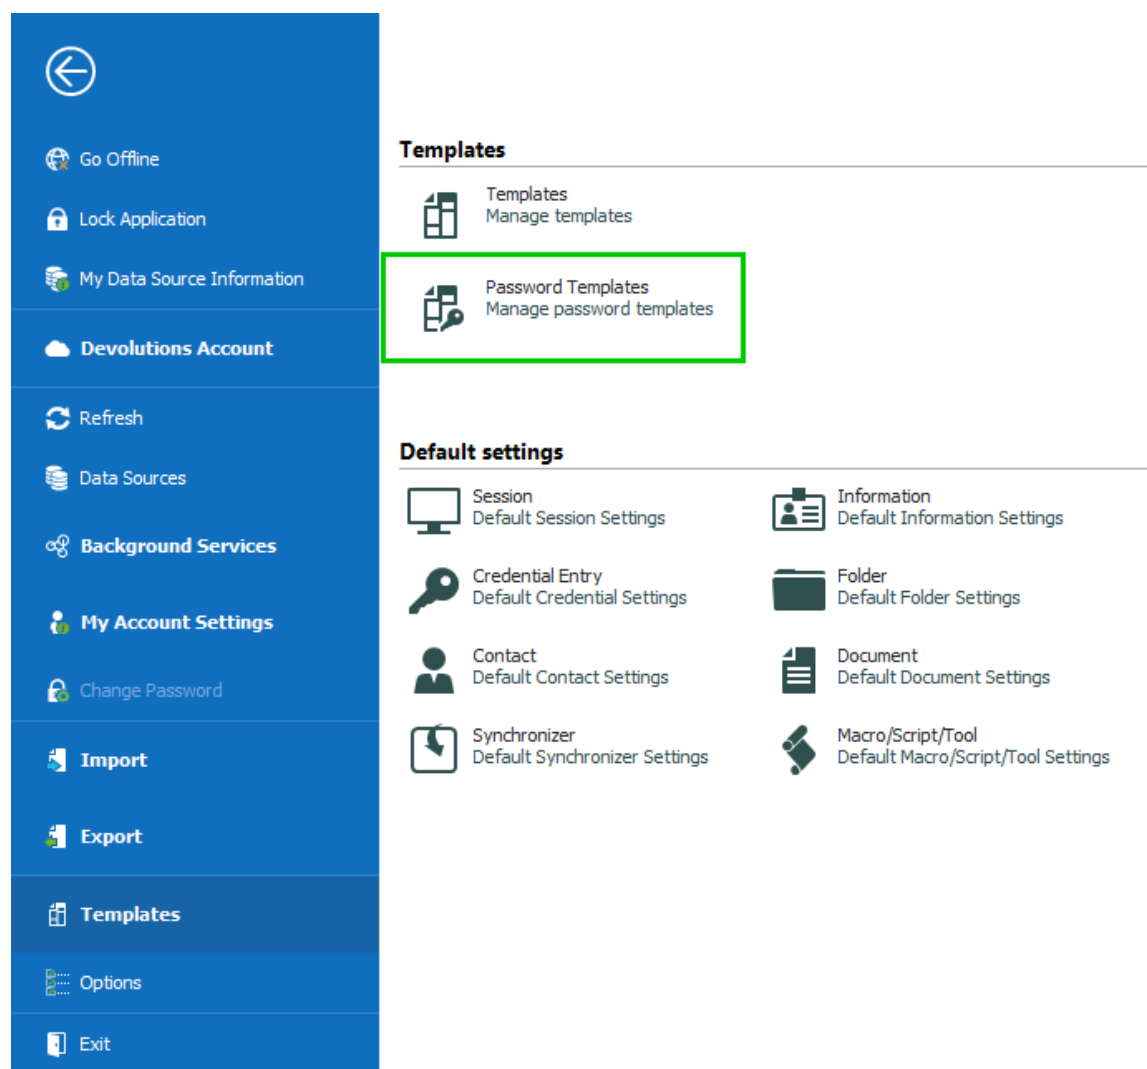 Go Offline
Lock Application
My Data Source Information
Devolutions Account
Refresh
Data Sources
Background Services
My Account Settings
Change Password
Import
Export
Templates
Options
Exit
Templates
Templates
Manage templates
Password Templates
Manage password templates
Default settings
Session
Default Session Settings
Information
Default Information Settings
Credential Entry
Default Credential Settings
Folder
Default Folder Settings
Contact
Default Contact Settings
Document
Default Document Settings
Synchronizer
Default Synchronizer Settings
Macro/Script/Tool
Default Macro/Script/Tool Settings